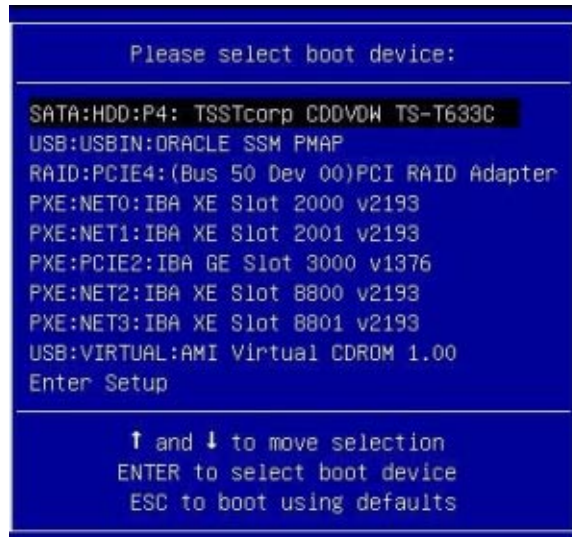 Please select boot device:
SATA:HDD:P4: TSSTcorp CDDVDW TS-T633C
USB:USBIN:ORACLE SSM PMAP
RAID:PCIE4:(Bus 50 Dev 00)PCI RAID Adapter
PXE:NET0:IBA XE Slot 2000 v2193
PXE:NET1:IBA XE Slot 2001 v2193
PXE:PCIE2:IBA GE Slot 3000 v1376
PXE:NET2:IBA XE Slot 8800 v2193
PXE:NET3:IBA XE Slot 8801 v2193
USB:VIRTUAL:AMI Virtual CDROM 1.00
Enter Setup
↑ and ↓ to move selection
ENTER to select boot device
ESC to boot using defaults